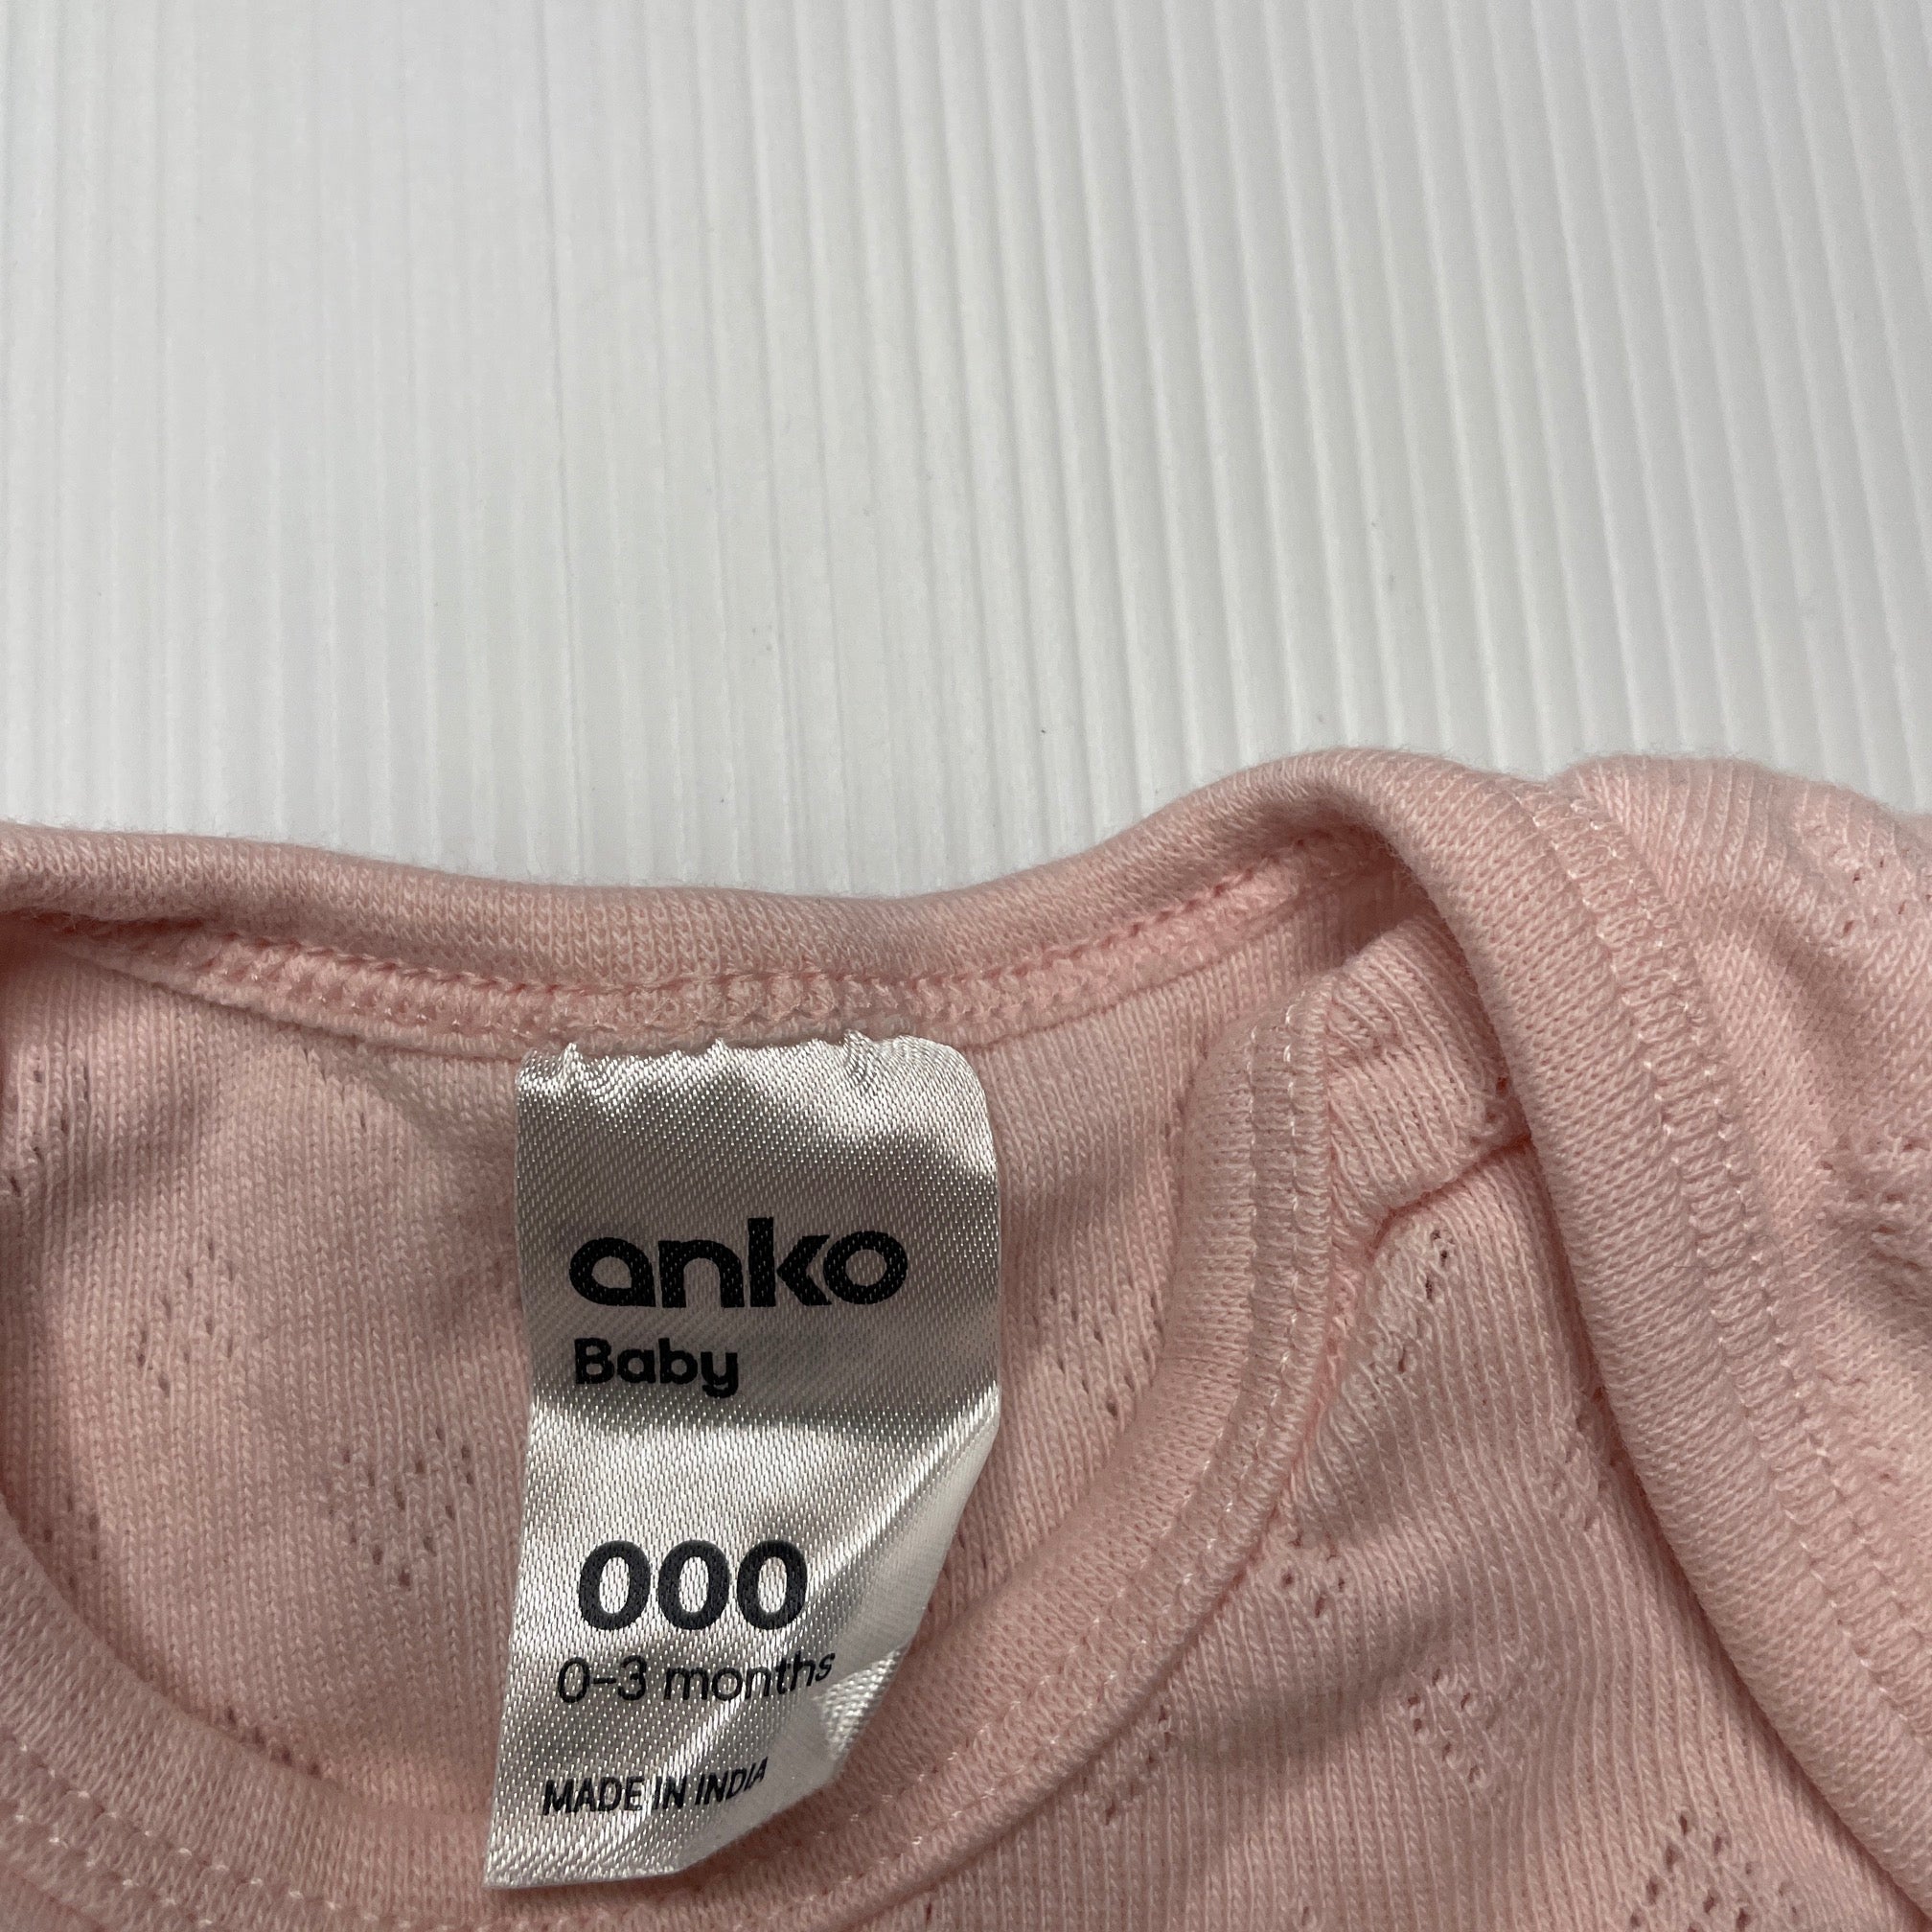 anko
Baby
000
0-3 months
MADE IN INDIA